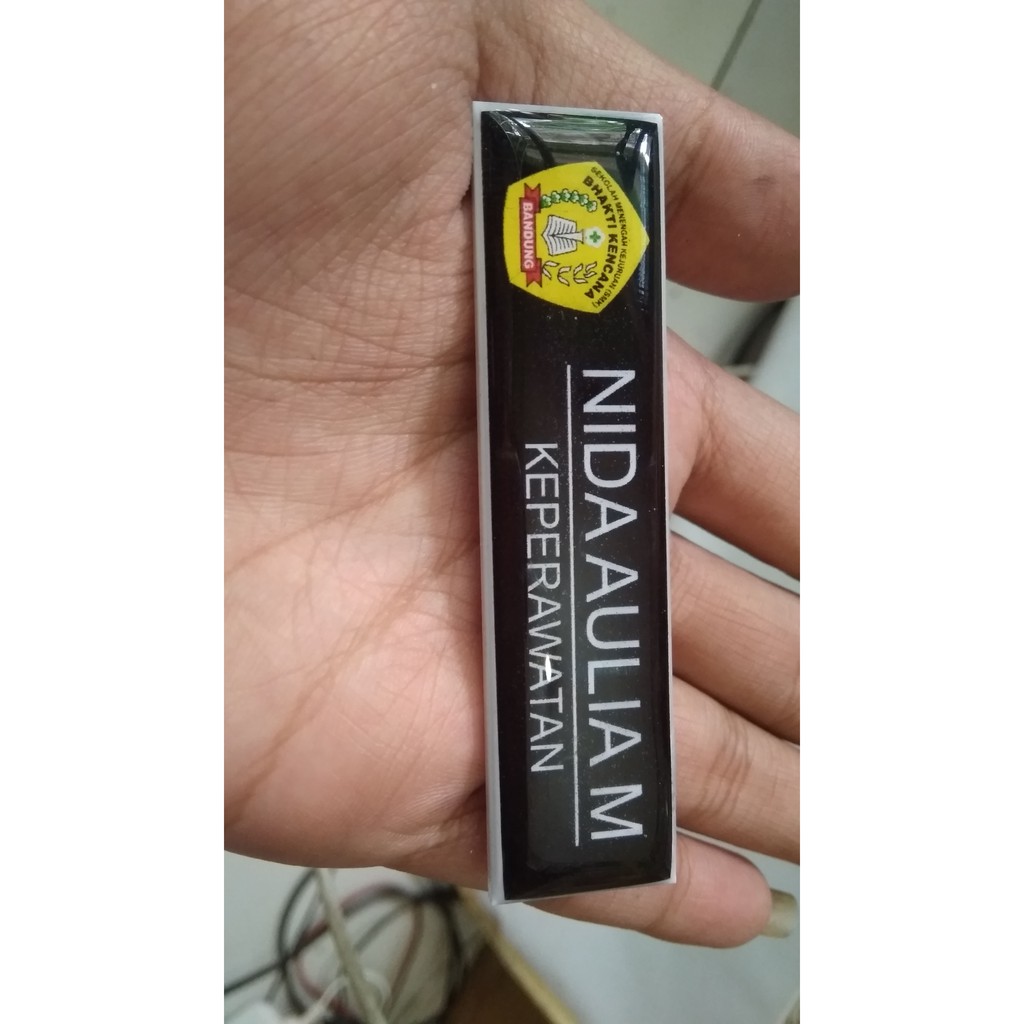 SEKOLAH MENENGAH KEJURUAN (SMK)
BHAKTI KENCANA
BANDUNG
NIDA AULIA M
KEPERAWATAN